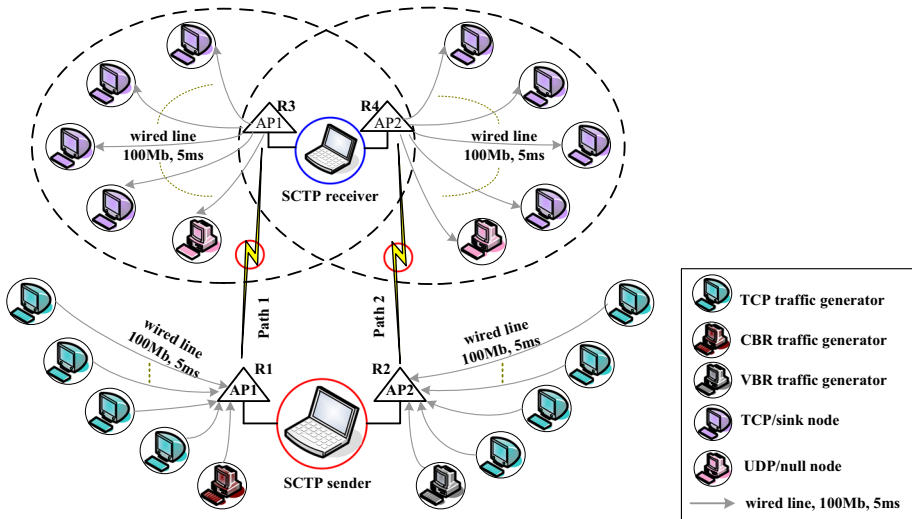 R3
AP1
R4
AP2
wired line
100Mb, 5ms
wired line
100Mb, 5ms
SCTP receiver
Path 1
Path 2
wired line
100Mb, 5ms
wired line
100Mb, 5ms
R1
AP1
R2
AP2
SCTP sender
TCP traffic generator
CBR traffic generator
VBR traffic generator
TCP/sink node
UDP/null node
wired line, 100Mb, 5ms